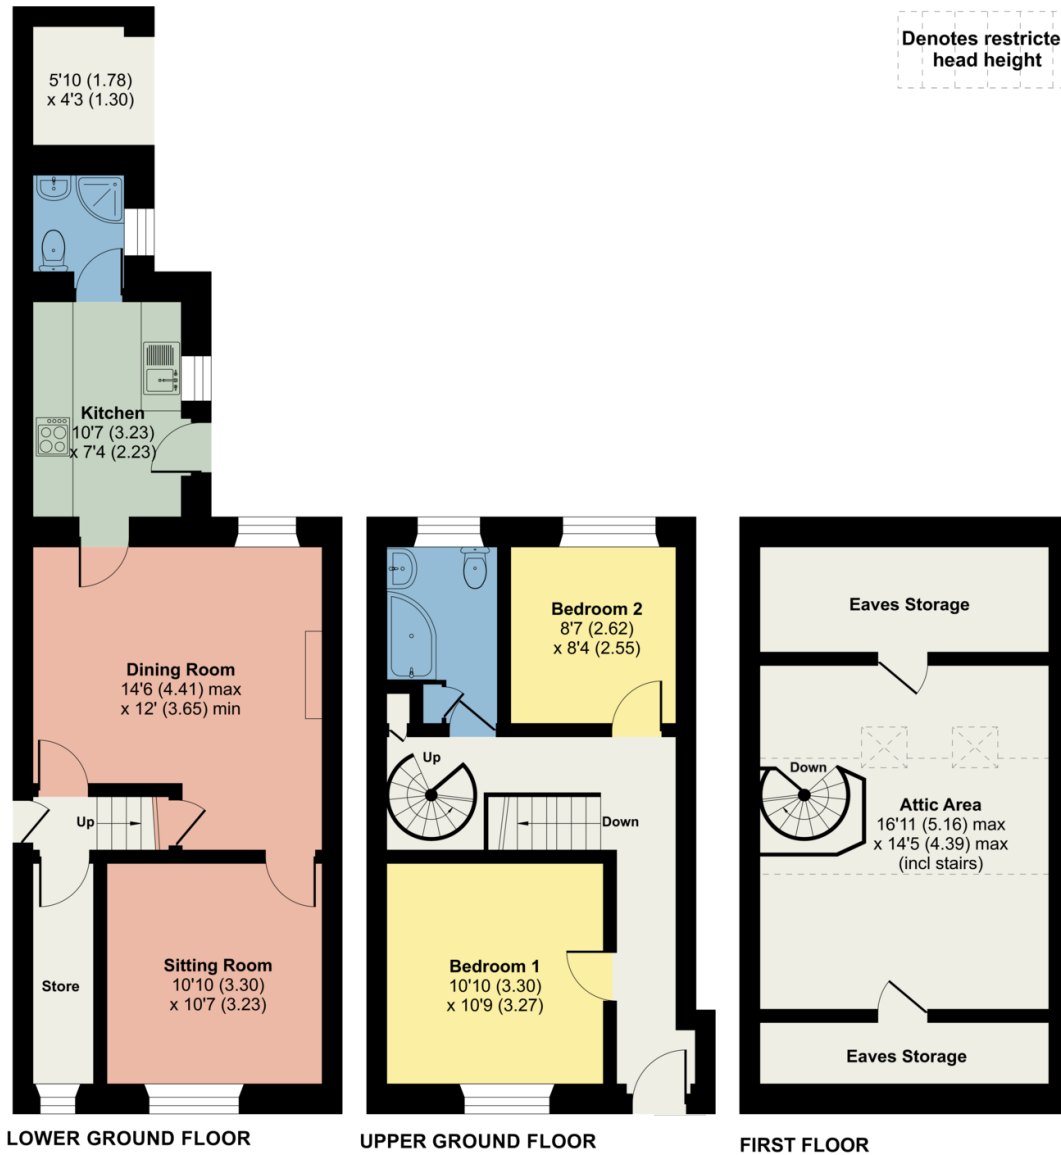 Denotes restricte
head height
5'10 (1.78)
x 4'3 (1.30)
Kitchen
10'7 (3.23)
x 7'4 (2.23)
Dining Room
14'6 (4.41) max
x 12' (3.65) min
Up
Store
Sitting Room
10'10 (3.30)
x 10'7 (3.23)
LOWER GROUND FLOOR
Bedroom 2
8'7 (2.62)
x 8'4 (2.55)
Up
Down
Bedroom 1
10'10 (3.30)
x 10'9 (3.27)
UPPER GROUND FLOOR
Eaves Storage
Down
Attic Area
16'11 (5.16) max
x 14'5 (4.39) max
(incl stairs)
Eaves Storage
FIRST FLOOR